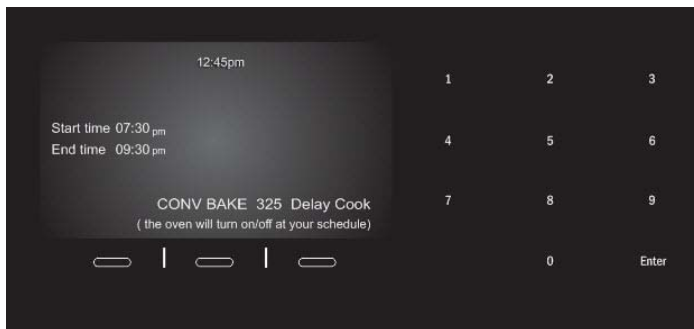 12:45pm
Start time 07:30 pm
End time 09:30 pm
CONV BAKE 325 Delay Cook
( the oven will turn on/off at your schedule)
1 2 3
4 5 6
7 8 9
0 Enter